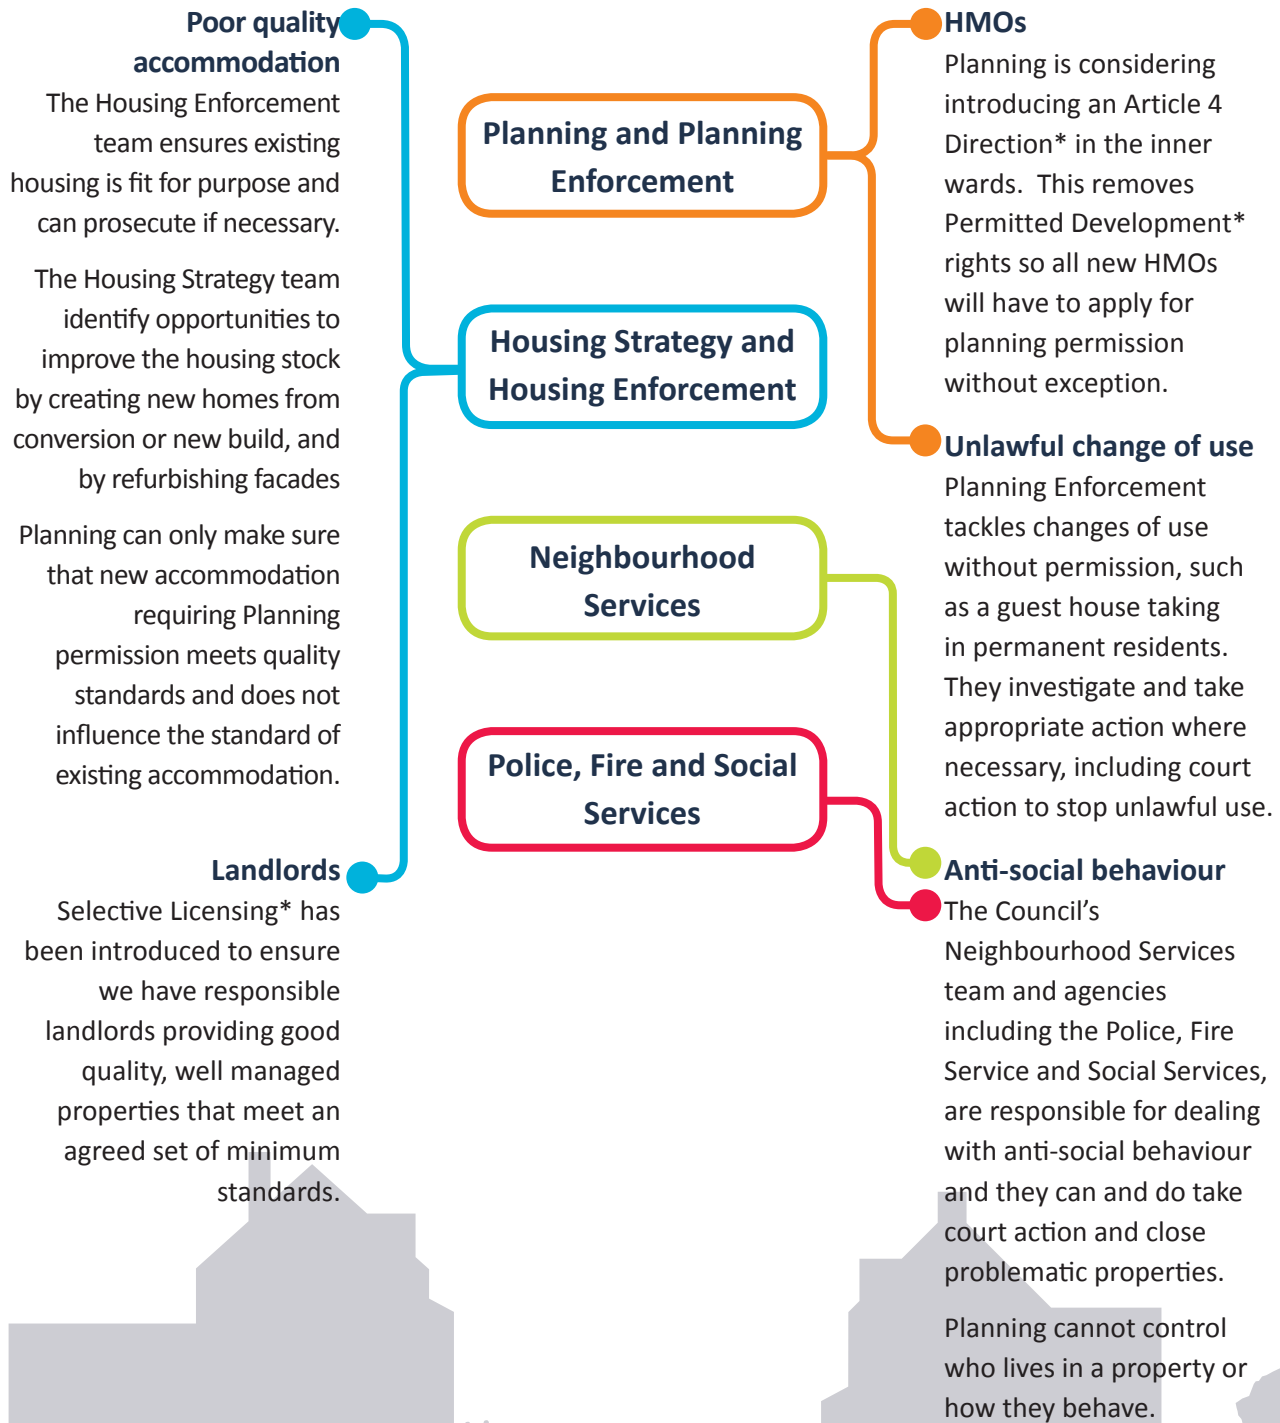 Poor quality
accommodation
The Housing Enforcement
team ensures existing
housing is fit for purpose and
can prosecute if necessary.
The Housing Strategy team
identify opportunities to
improve the housing stock
by creating new homes from
conversion or new build, and
by refurbishing facades
Planning can only make sure
that new accommodation
requiring Planning
permission meets quality
standards and does not
influence the standard of
existing accommodation.
Landlords
Selective Licensing* has
been introduced to ensure
we have responsible
landlords providing good
quality, well managed
properties that meet an
agreed set of minimum
standards.
Planning and Planning
Enforcement
Housing Strategy and
Housing Enforcement
Neighbourhood
Services
Police, Fire and Social
Services
HMOs
Planning is considering
introducing an Article 4
Direction* in the inner
wards. This removes
Permitted Development*
rights so all new HMOs
will have to apply for
planning permission
without exception.
Unlawful change of use
Planning Enforcement
tackles changes of use
without permission, such
as a guest house taking
in permanent residents.
They investigate and take
appropriate action where
necessary, including court
action to stop unlawful use.
Anti-social behaviour
The Council's
Neighbourhood Services
team and agencies
including the Police, Fire
Service and Social Services,
are responsible for dealing
with anti-social behaviour
and they can and do take
court action and close
problematic properties.
Planning cannot control
who lives in a property or
how they behave.